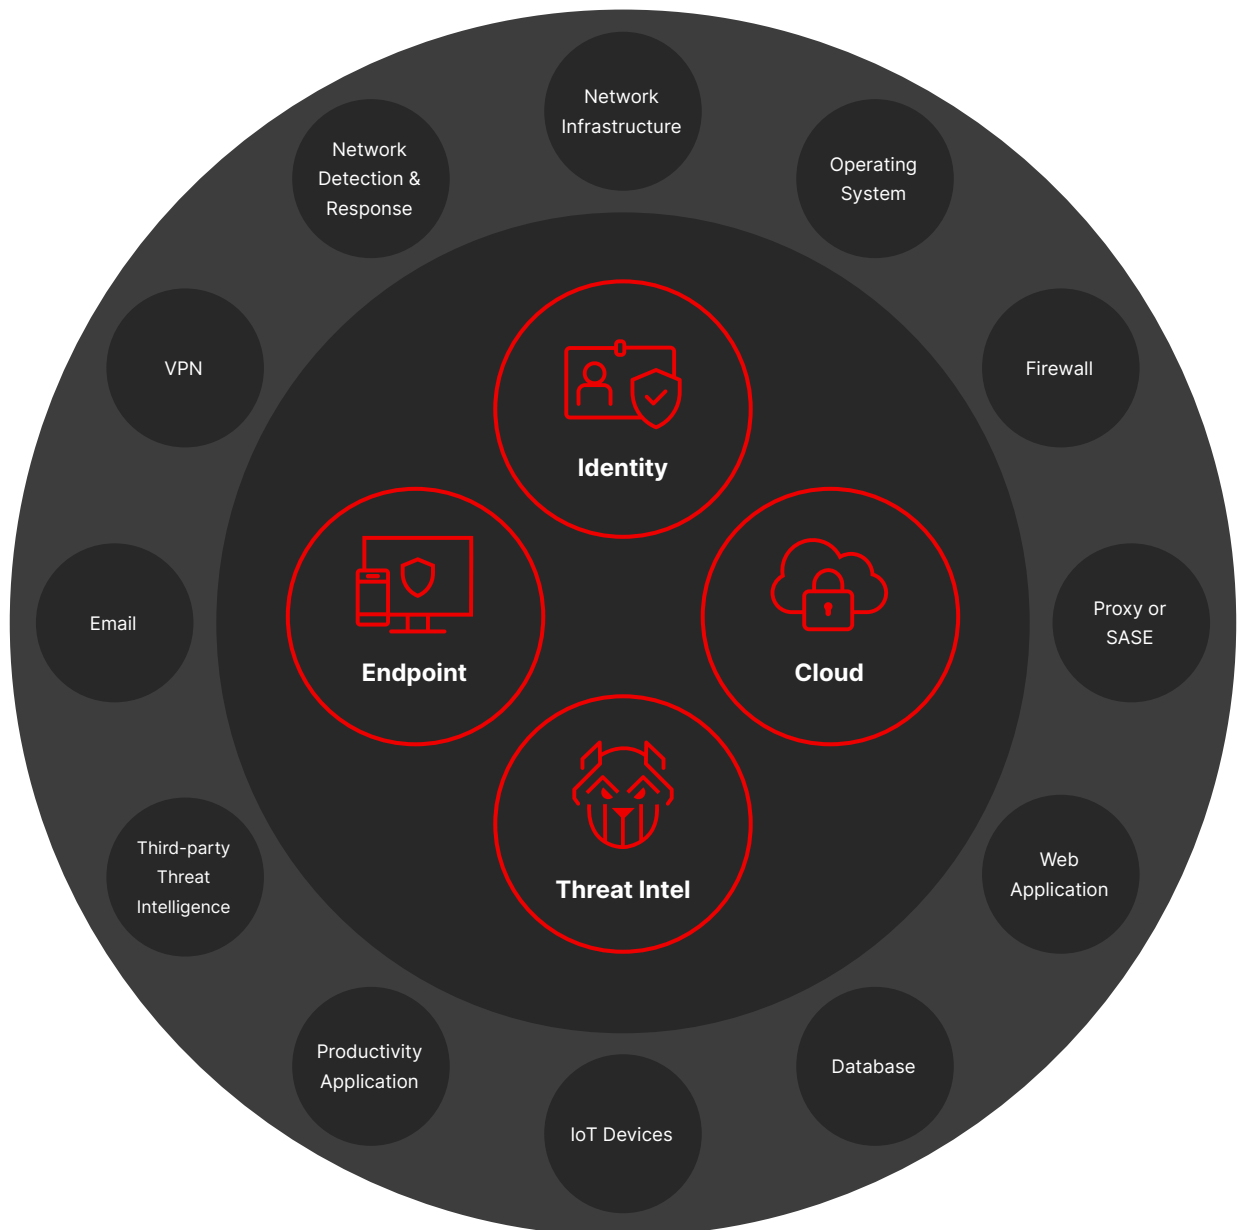 Network
Infrastructure
Operating
System
Firewall
Proxy or
SASE
Web
Application
Database
IoT Devices
Productivity
Application
Third-party
Threat
Intelligence
Email
VPN
Network
Detection &
Response
Identity
Cloud
Threat Intel
Endpoint